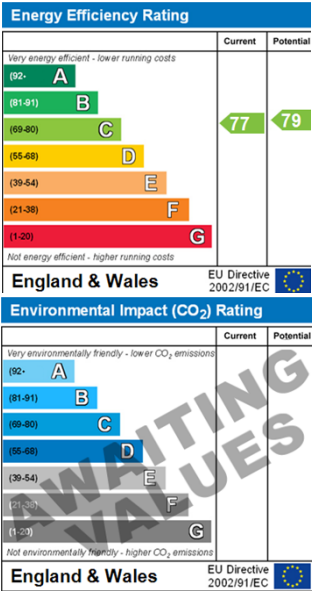 Energy Efficiency Rating
Current Potential
Very energy efficient - lower running costs
(92- A
(81-91) B
(69-80) C
77 79
(55-68) D
(39-54) E
(21-38) F
(1-20) G
Not energy efficient - higher running costs
England & Wales
EU Directive
2002/91/EC
Environmental Impact (CO2) Rating
Current Potential
Very environmentally friendly - lower CO2 emissions
(92- A
(81-91) B
(69-80) C
(55-68) D
(39-54) E
(21-38) F
(1-20) G
AWAITING
VALUES
Not environmentally friendly - higher CO2 emissions
England & Wales
EU Directive
2002/91/EC